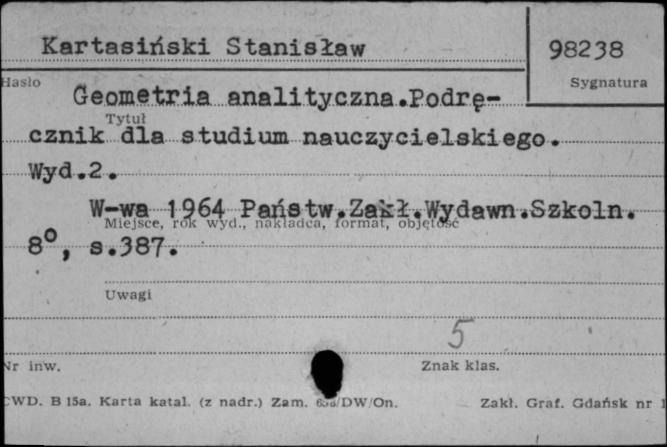 Kartasiński Stanisław
98238
Hasło
Sygnatura
Geometria analityczna.Podrę-
Tytuł
cznik dla studium nauczycielskiego.
Wyd.2.
W-wa 1964 Państw.Zakł.Wydawn.Szkoln.
Miejsce, rok wyd., nakładca, format, objętość
8°, s.387.
Uwagi
5
Nr inw.
Znak klas.
CWD. B 15a. Karta katal. (z nadr.) Zam. /DW/On.
Zakł. Graf. Gdańsk nr 1